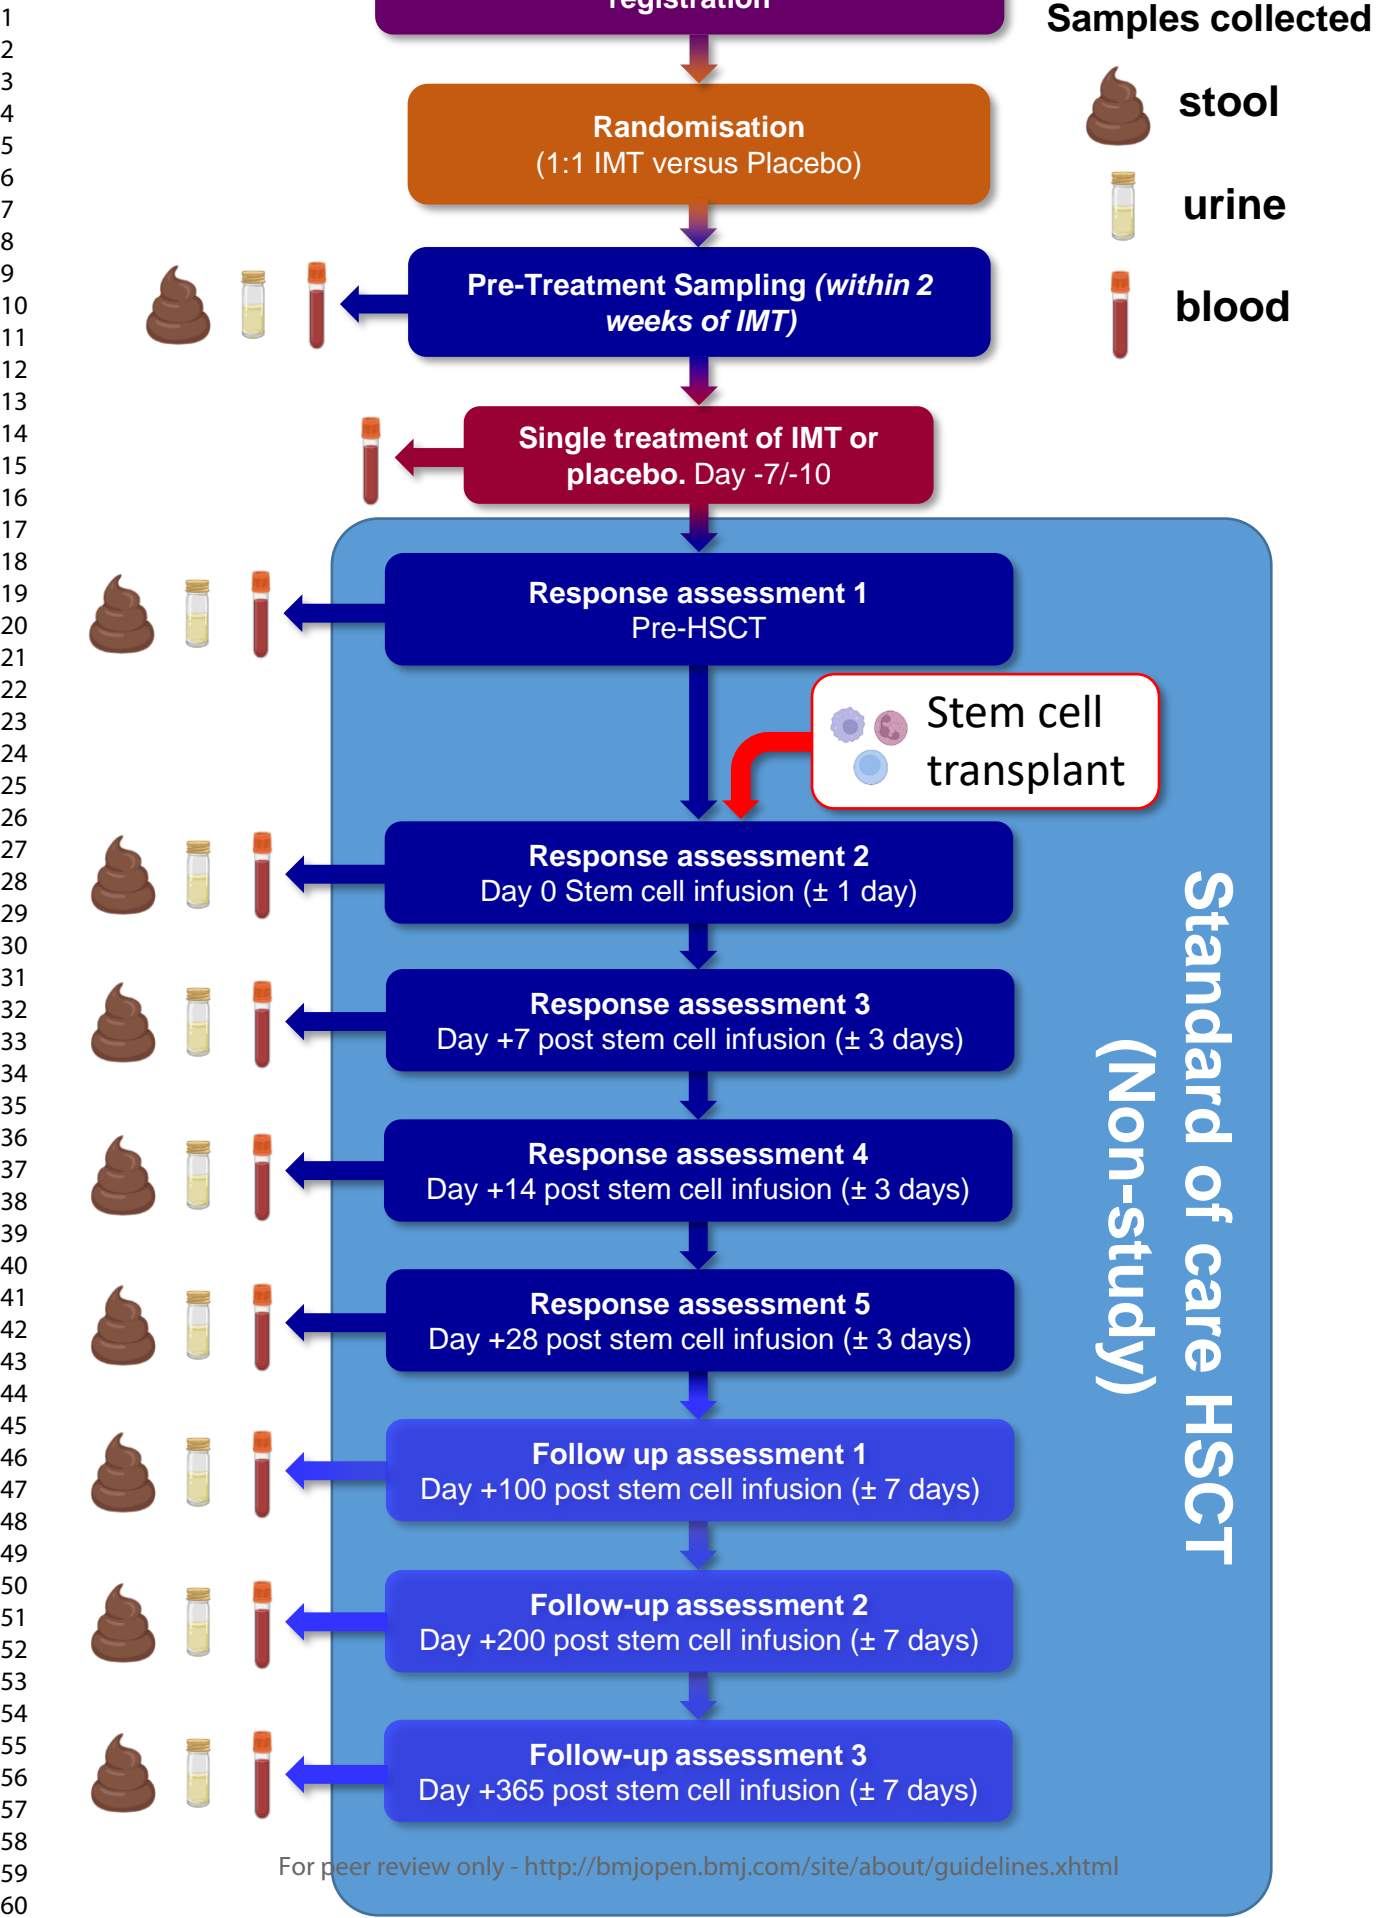 registration
Samples collected
stool
urine
blood
Randomisation
(1:1 IMT versus Placebo)
Pre-Treatment Sampling (within 2
weeks of IMT)
Single treatment of IMT or
placebo. Day -7/-10
Response assessment 1
Pre-HSCT
Stem cell
transplant
Response assessment 2
Day 0 Stem cell infusion (± 1 day)
Response assessment 3
Day +7 post stem cell infusion (± 3 days)
Response assessment 4
Day +14 post stem cell infusion (± 3 days)
Response assessment 5
Day +28 post stem cell infusion (± 3 days)
Follow up assessment 1
Day +100 post stem cell infusion (± 7 days)
Follow-up assessment 2
Day +200 post stem cell infusion (± 7 days)
Follow-up assessment 3
Day +365 post stem cell infusion (± 7 days)
Standard of care HSCT
(Non-study)
For peer review only - http://bmjopen.bmj.com/site/about/guidelines.xhtml
1
2
3
4
5
6
7
8
9
10
11
12
13
14
15
16
17
18
19
20
21
22
23
24
25
26
27
28
29
30
31
32
33
34
35
36
37
38
39
40
41
42
43
44
45
46
47
48
49
50
51
52
53
54
55
56
57
58
59
60